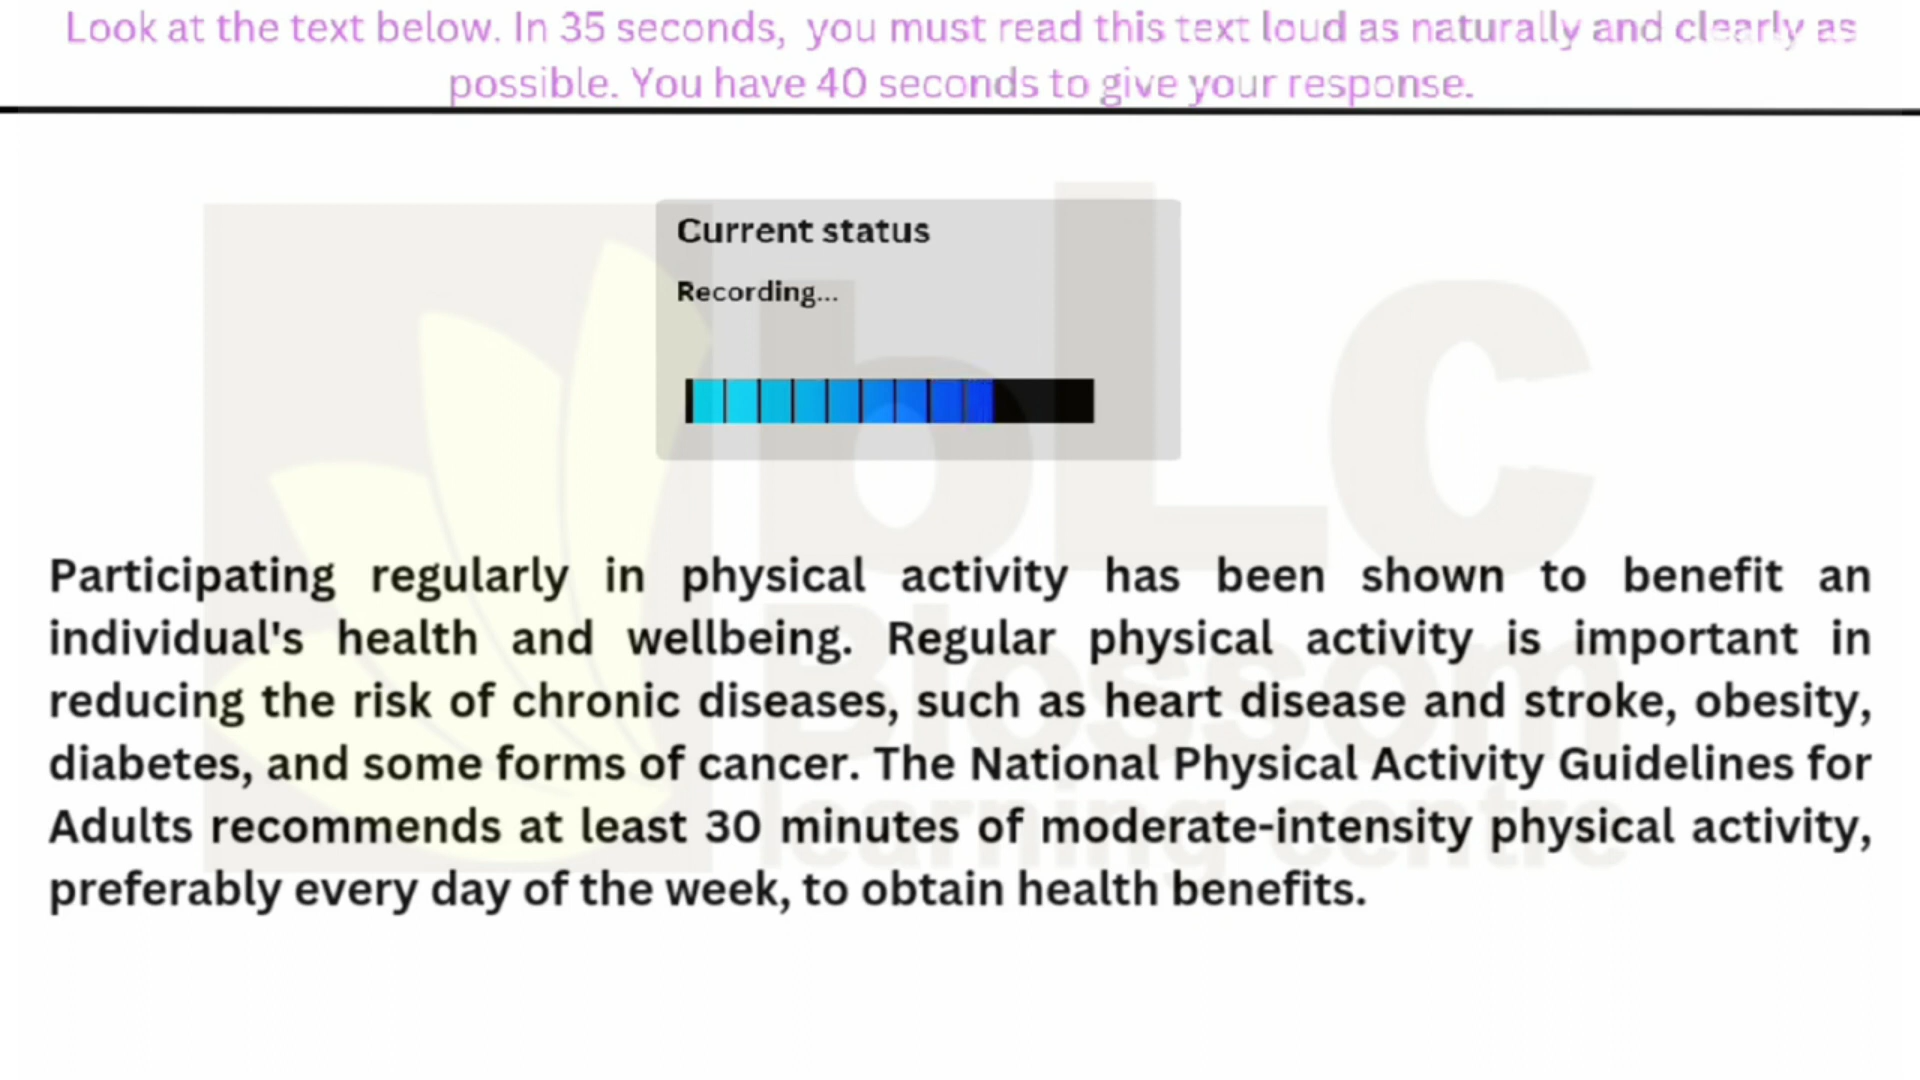 Look at the text below. In 35 seconds, you must read this text loud as naturally and clearly as
possible. You have 40 seconds to give your response.
Current status
Recording...
bLC
Blossom
learning centre
Participating regularly in physical activity has been shown to benefit an
individual's health and wellbeing. Regular physical activity is important in
reducing the risk of chronic diseases, such as heart disease and stroke, obesity,
diabetes, and some forms of cancer. The National Physical Activity Guidelines for
Adults recommends at least 30 minutes of moderate-intensity physical activity,
preferably every day of the week, to obtain health benefits.